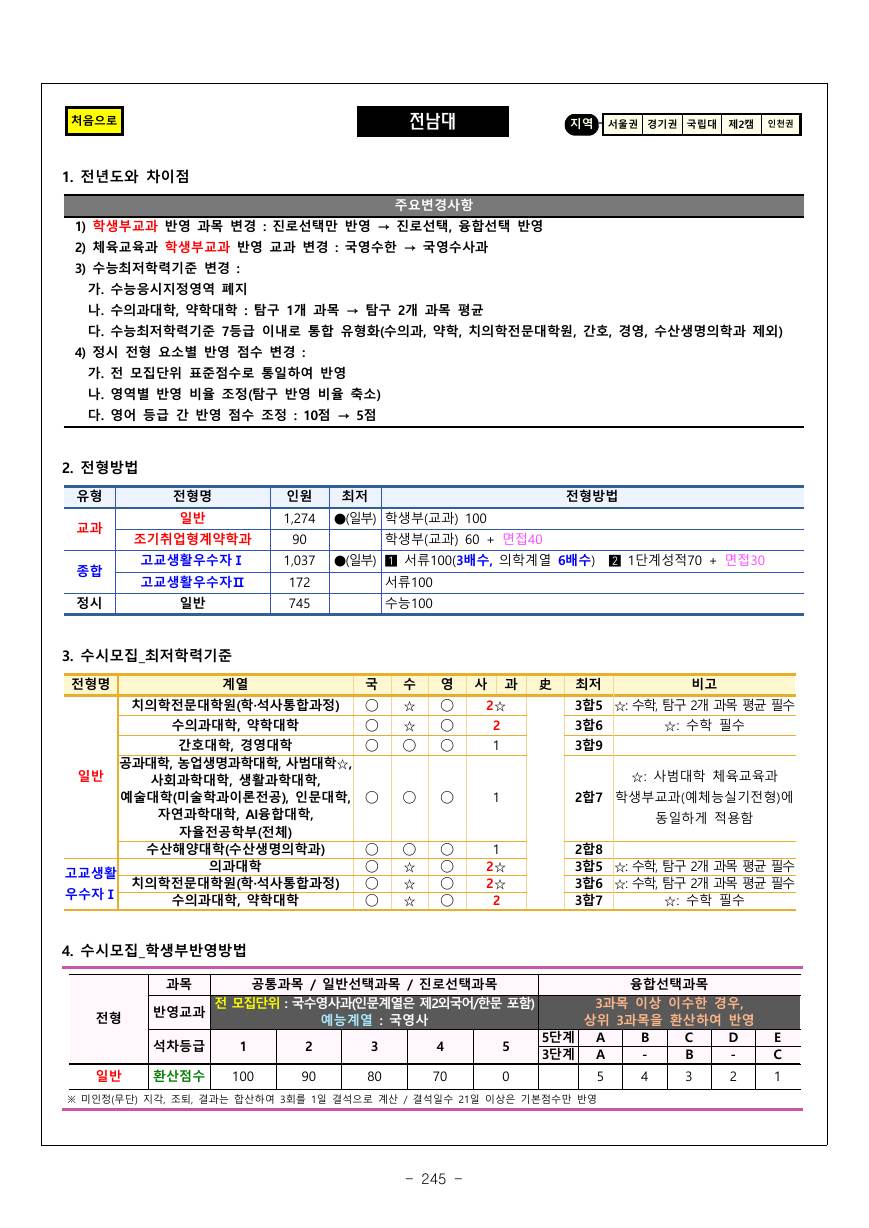 처음으로
전남대
지역 서울권 경기권 국립대 제2캠 인천권
1. 전년도와 차이점
주요변경사항
1) 학생부교과 반영 과목 변경 : 진로선택만 반영 → 진로선택, 융합선택 반영
2) 체육교육과 학생부교과 반영 교과 변경 : 국영수한 → 국영수사과
3) 수능최저학력기준 변경 :
가. 수능응시지정영역 폐지
나. 수의과대학, 약학대학 : 탐구 1개 과목 → 탐구 2개 과목 평균
다. 수능최저학력기준 7등급 이내로 통합 유형화(수의과, 약학, 치의학전문대학원, 간호, 경영, 수산생명의학과 제외)
4) 정시 전형 요소별 반영 점수 변경 :
가. 전 모집단위 표준점수로 통일하여 반영
나. 영역별 반영 비율 조정(탐구 반영 비율 축소)
다. 영어 등급 간 반영 점수 조정 : 10점 → 5점
2. 전형방법
유형 전형명 인원 최저 전형방법
교과 일반 1,274 ●(일부) 학생부(교과) 100
조기취업형계약학과 90 학생부(교과) 60 + 면접40
종합 고교생활우수자Ⅰ 1,037 ●(일부) 1 서류100(3배수, 의학계열 6배수) 2 1단계성적70 + 면접30
고교생활우수자Ⅱ 172 서류100
정시 일반 745 수능100
3. 수시모집_최저학력기준
전형명 계열 국 수 영 사 과 史 최저 비고
일반 치의학전문대학원(학·석사통합과정) ○ ☆ ○ 2☆ 3합5 ☆: 수학, 탐구 2개 과목 평균 필수
수의과대학, 약학대학 ○ ☆ ○ 2 3합6 ☆: 수학 필수
간호대학, 경영대학 ○ ○ ○ 1 3합9
공과대학, 농업생명과학대학, 사범대학☆,
사회과학대학, 생활과학대학,
예술대학(미술학과이론전공), 인문대학,
자연과학대학, AI융합대학,
자율전공학부(전체) ○ ○ ○ 1 2합7
☆: 사범대학 체육교육과
학생부교과(예체능실기전형)에
동일하게 적용함
수산해양대학(수산생명의학과) ○ ○ ○ 1 2합8
고교생활
우수자Ⅰ
의과대학 ○ ☆ ○ 2☆ 3합5 ☆: 수학, 탐구 2개 과목 평균 필수
치의학전문대학원(학·석사통합과정) ○ ☆ ○ 2☆ 3합6 ☆: 수학, 탐구 2개 과목 평균 필수
수의과대학, 약학대학 ○ ☆ ○ 2 3합7 ☆: 수학 필수
4. 수시모집_학생부반영방법
전형 과목 공통과목 / 일반선택과목 / 진로선택과목 융합선택과목
반영교과 전 모집단위 : 국수영사과(인문계열은 제2외국어/한문 포함)
예능계열 : 국영사
3과목 이상 이수한 경우,
상위 3과목을 환산하여 반영
석차등급 1 2 3 4 5
5단계 A B C D E
3단계 A - B - C
일반 환산점수 100 90 80 70 0 5 4 3 2 1
※ 미인정(무단) 지각, 조퇴, 결과는 합산하여 3회를 1일 결석으로 계산 / 결석일수 21일 이상은 기본점수만 반영
- 245 -